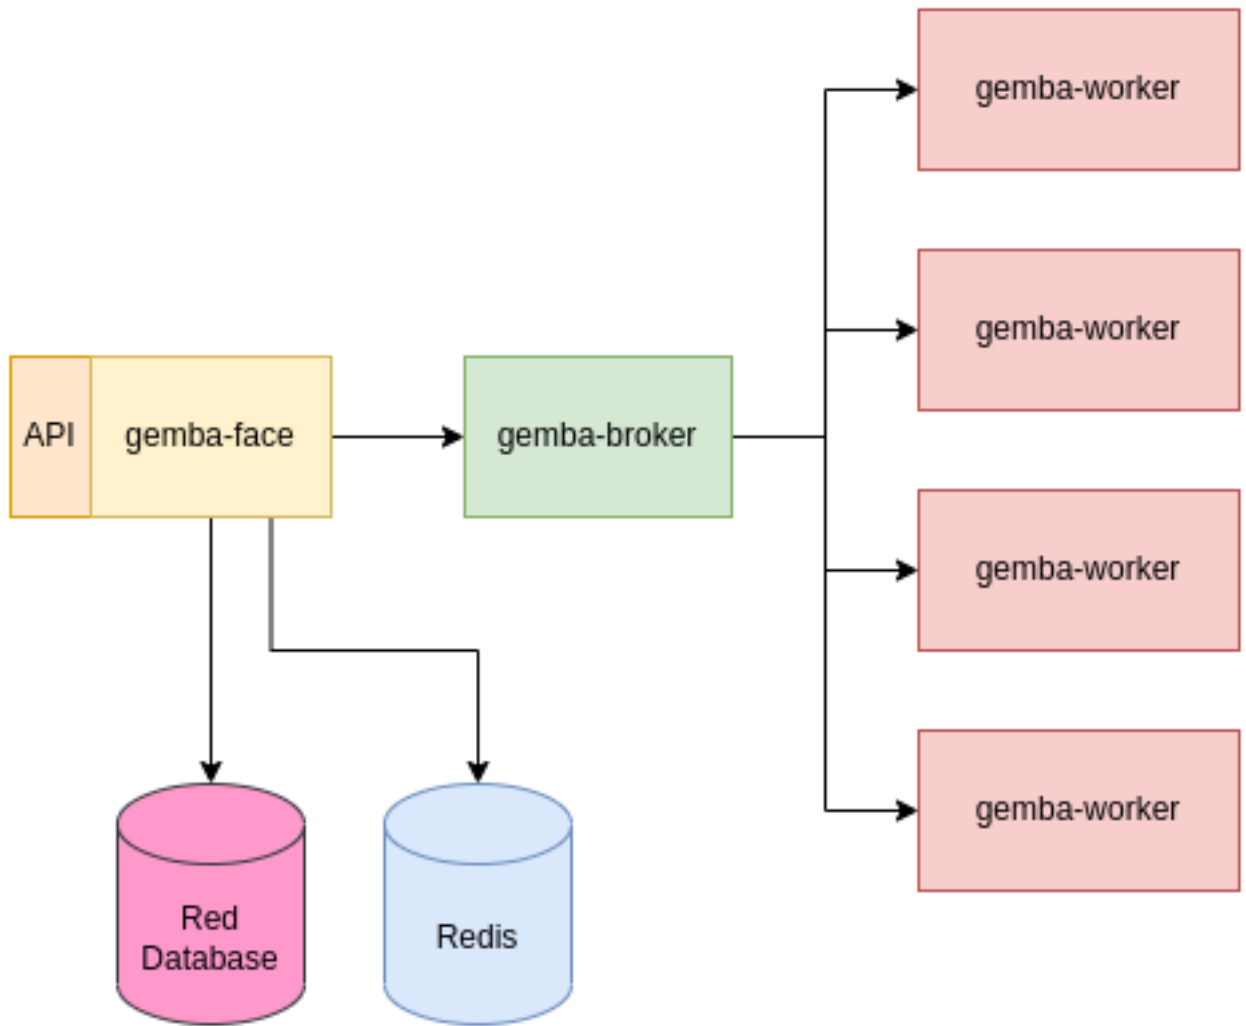 gemba-worker
gemba-worker
API
gemba-face
gemba-broker
gemba-worker
gemba-worker
Red
Database
Redis